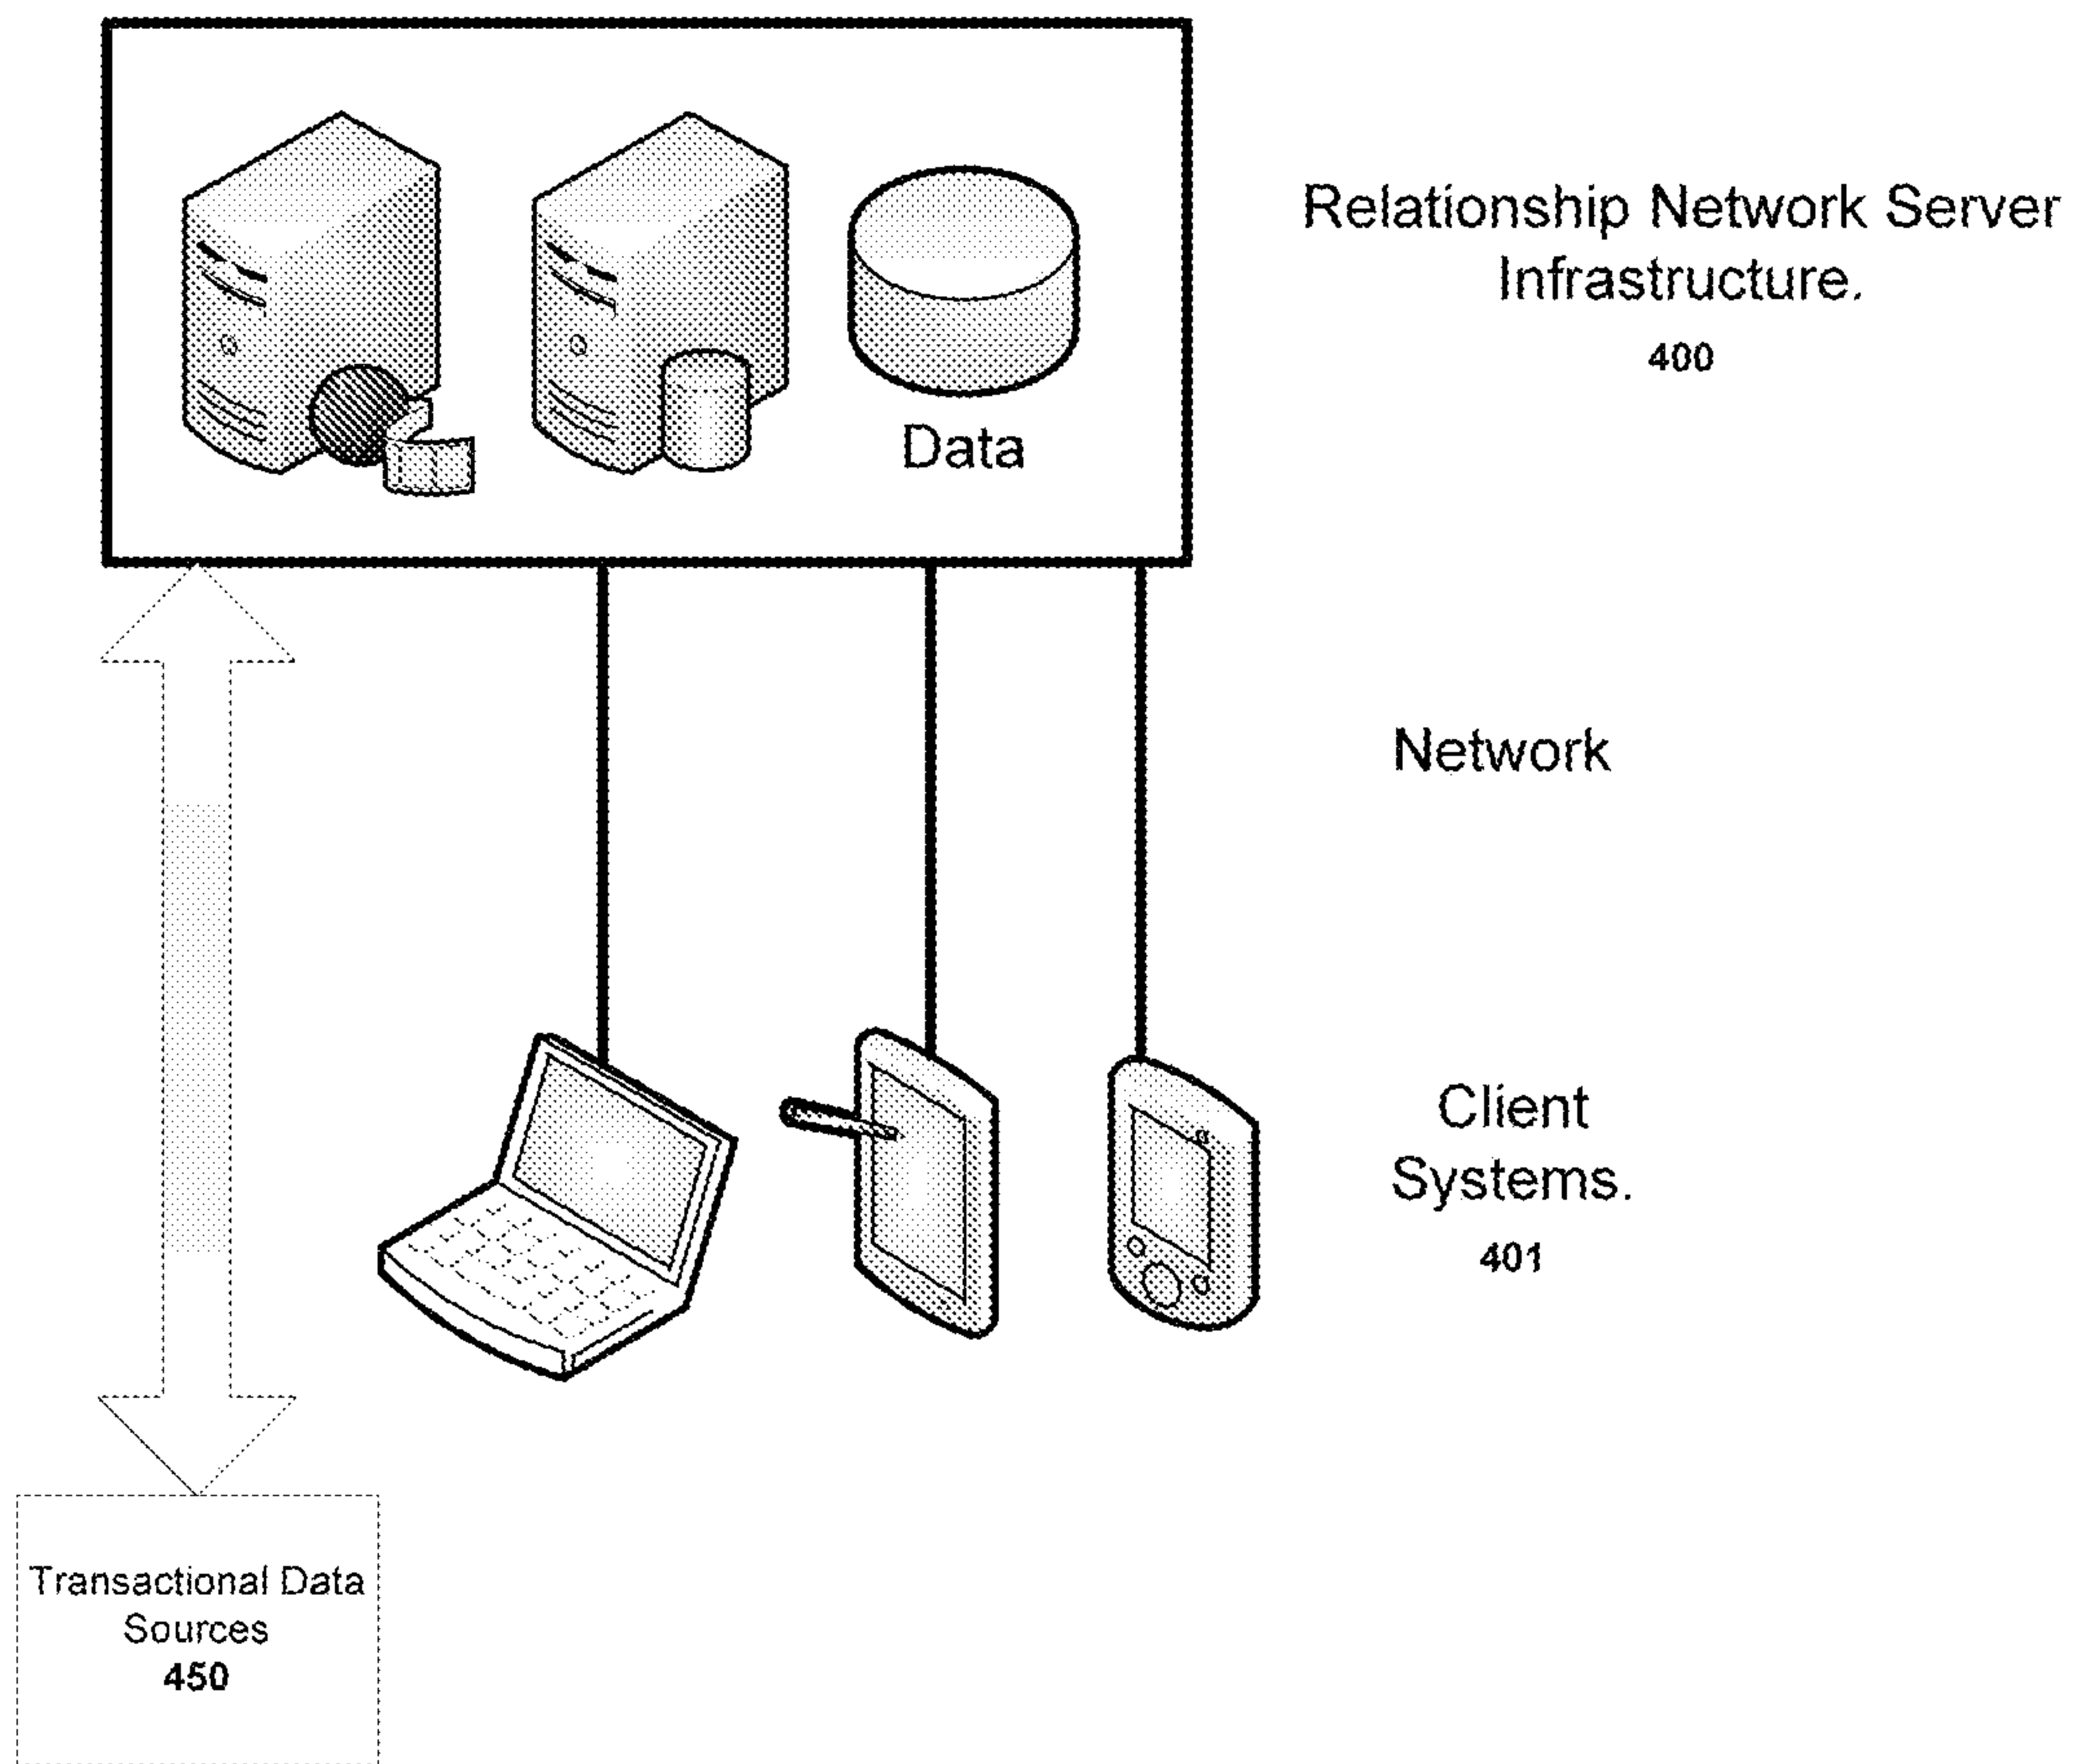 Relationship Network Server
Infrastructure.
400
Data
Network
Client
Systems.
401
Transactional Data
Sources
450